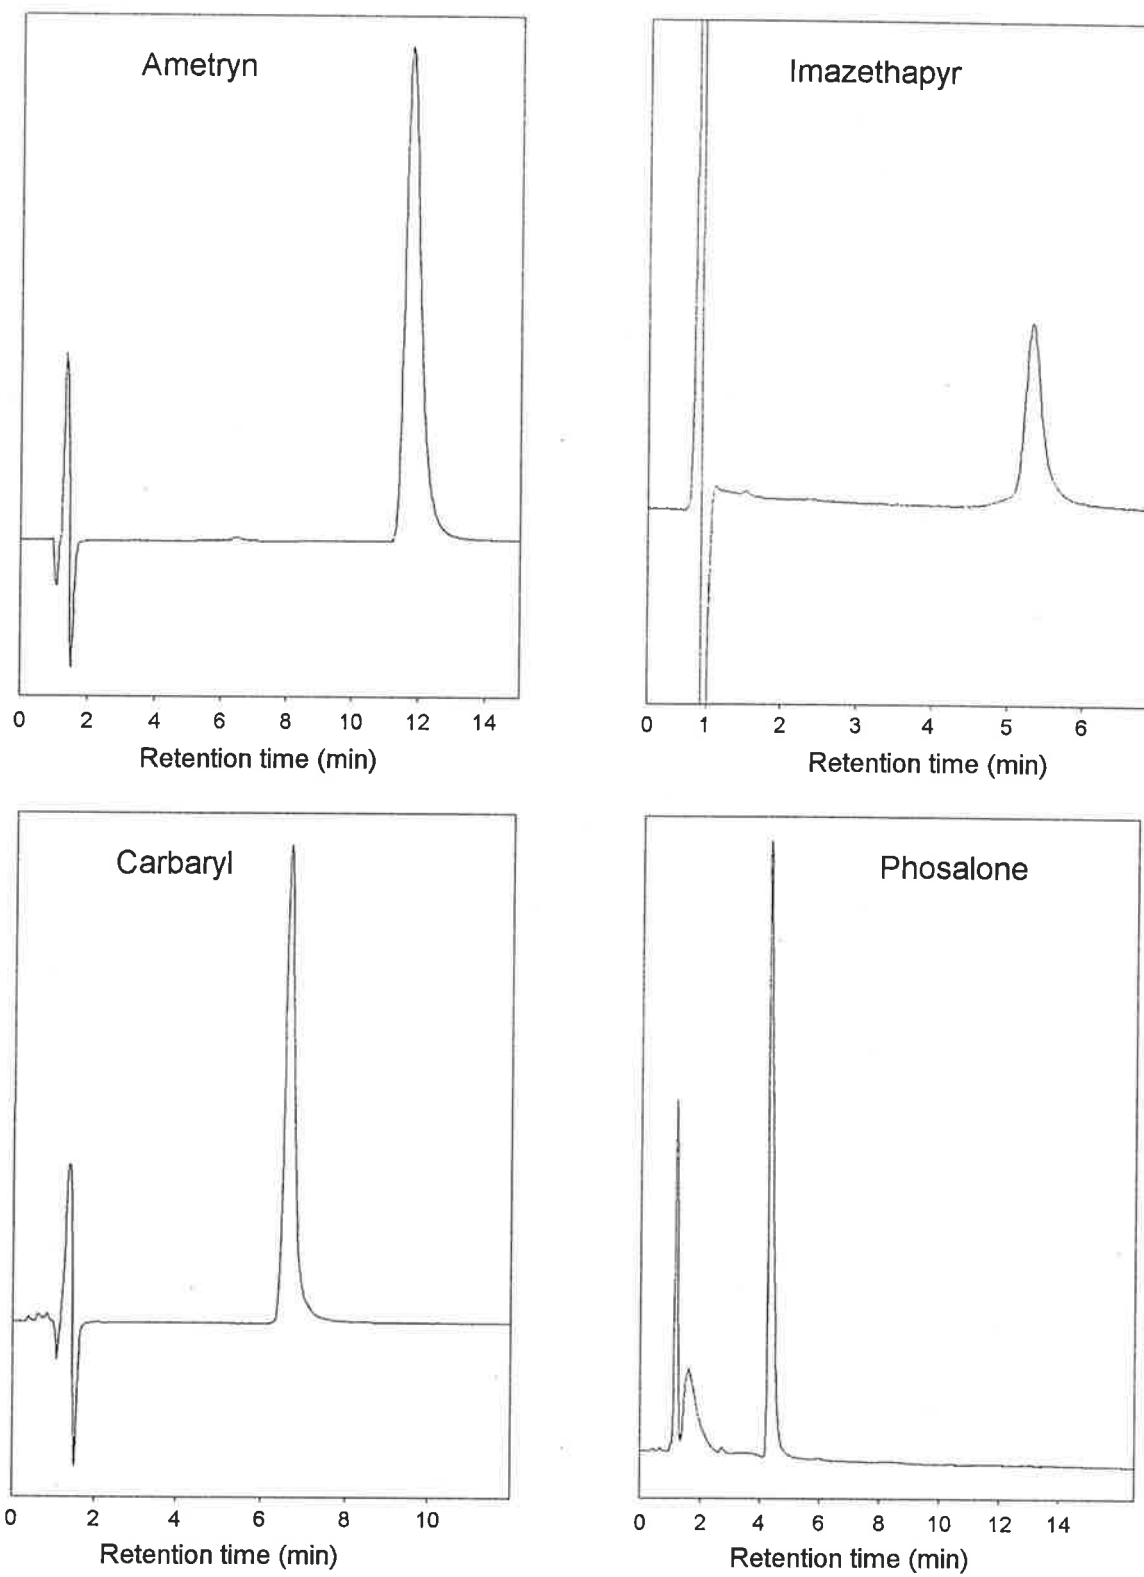 Ametryn
0 2 4 6 8 10 12 14
Retention time (min)
Imazethapyr
0 1 2 3 4 5 6
Retention time (min)
Carbaryl
0 2 4 6 8 10
Retention time (min)
Phosalone
0 2 4 6 8 10 12 14
Retention time (min)